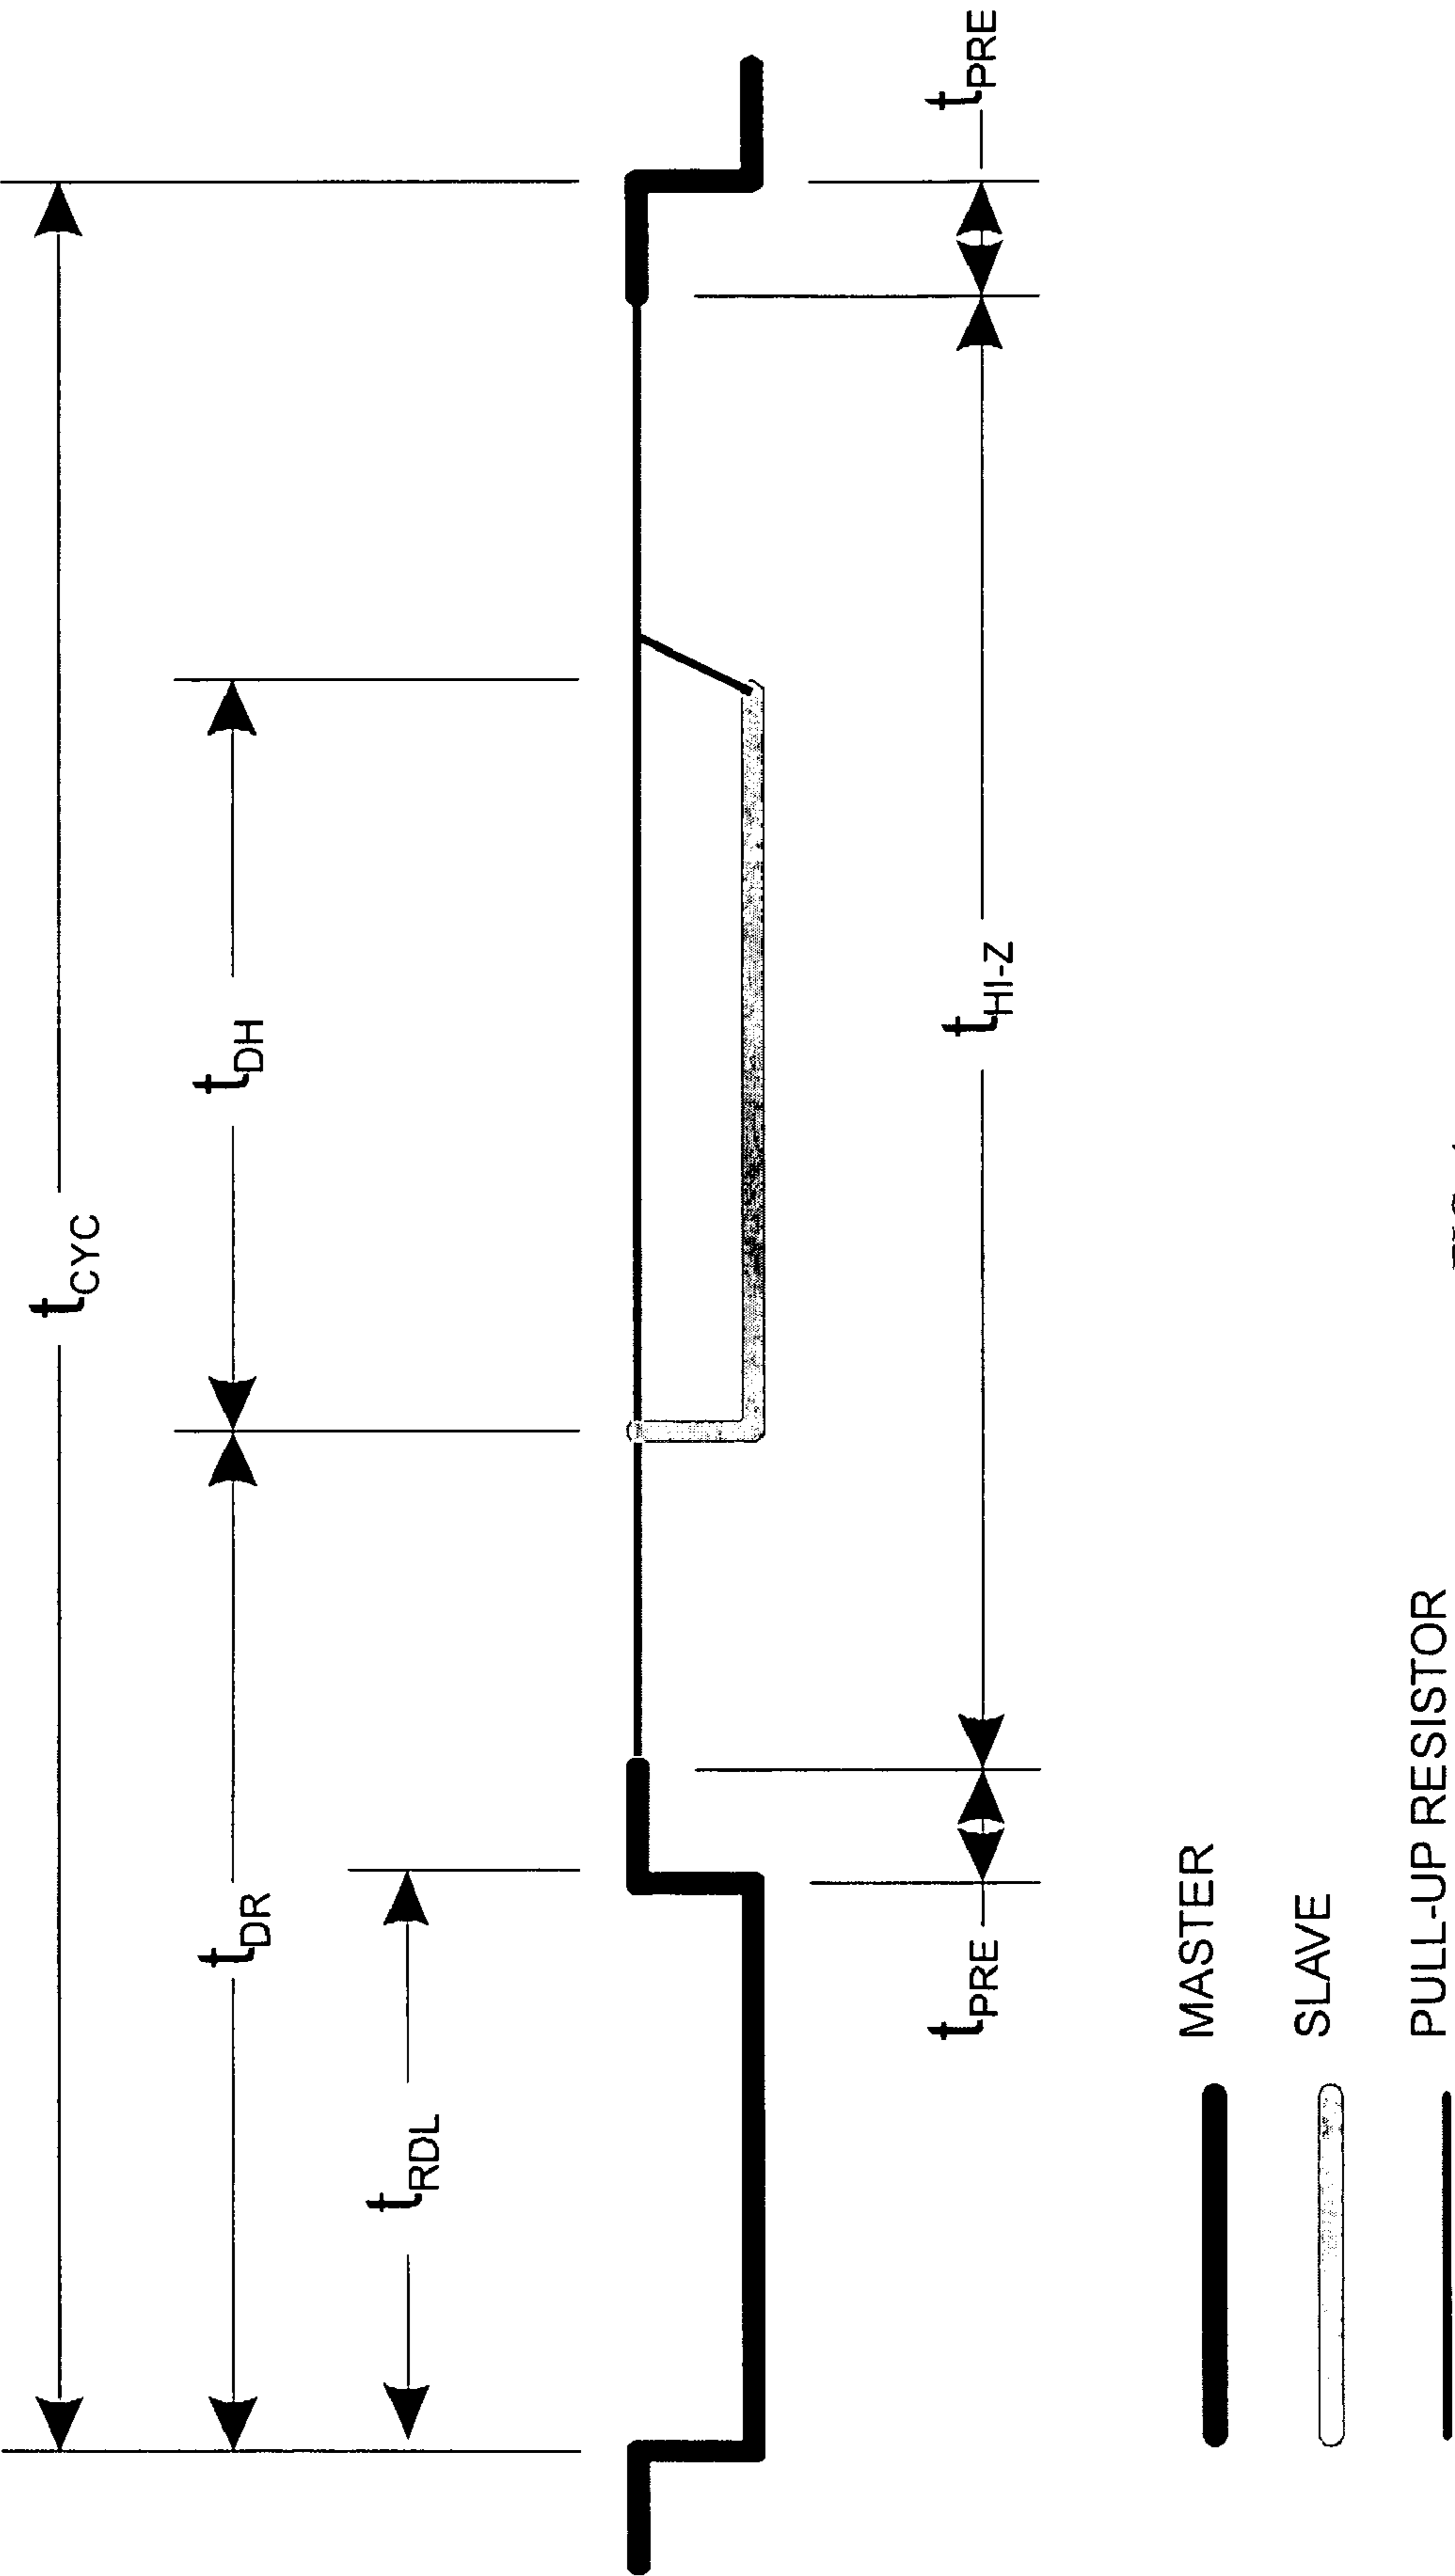 tCYC
tDR
tDH
tRDL
tPRE
tHI-Z
tPRE
MASTER
SLAVE
PULL-UP RESISTOR